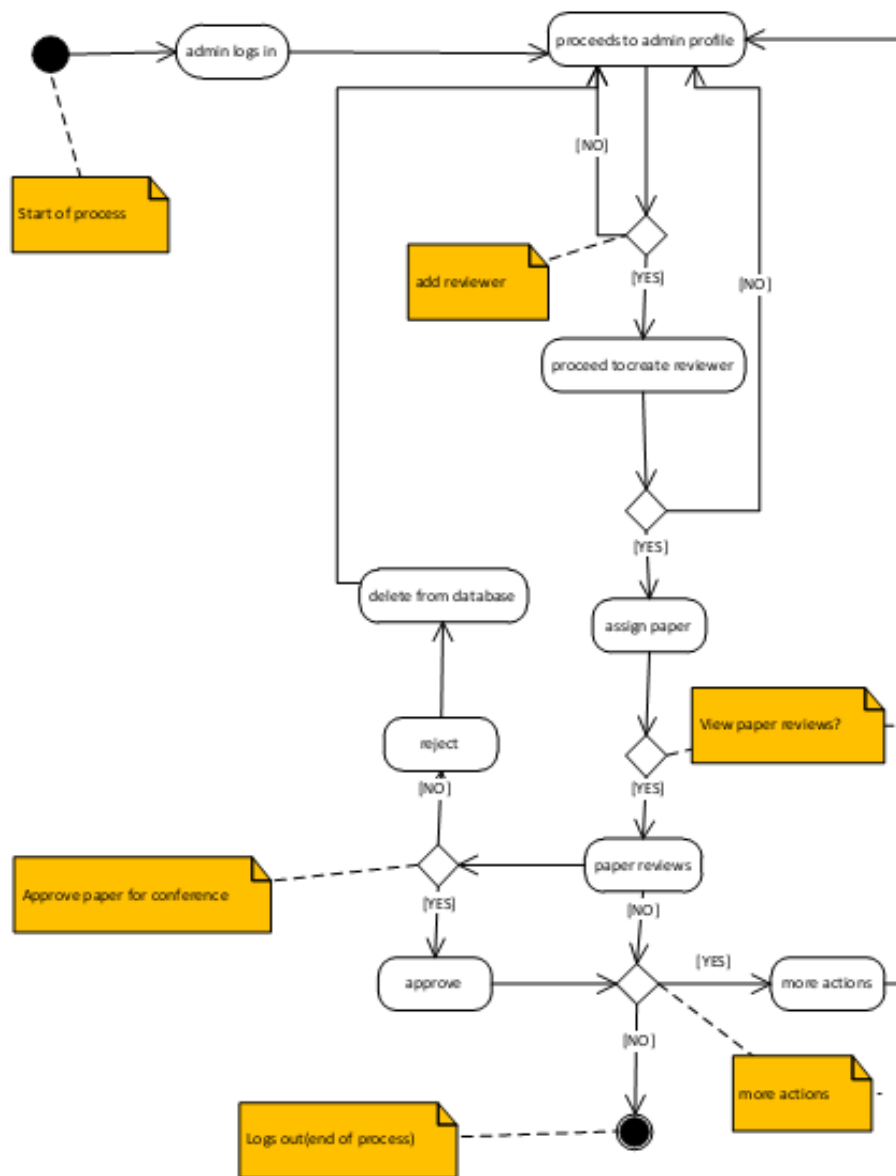 admin logs in
proceeds to admin profile
[NO]
Start of process
add reviewer
[YES]
[NO]
proceed to create reviewer
[YES]
delete from database
assign paper
View paper reviews?
reject
[NO]
[YES]
Approve paper for conference
paper reviews
[YES]
[NO]
approve
[YES]
more actions
[NO]
more actions
Logs out(end of process)